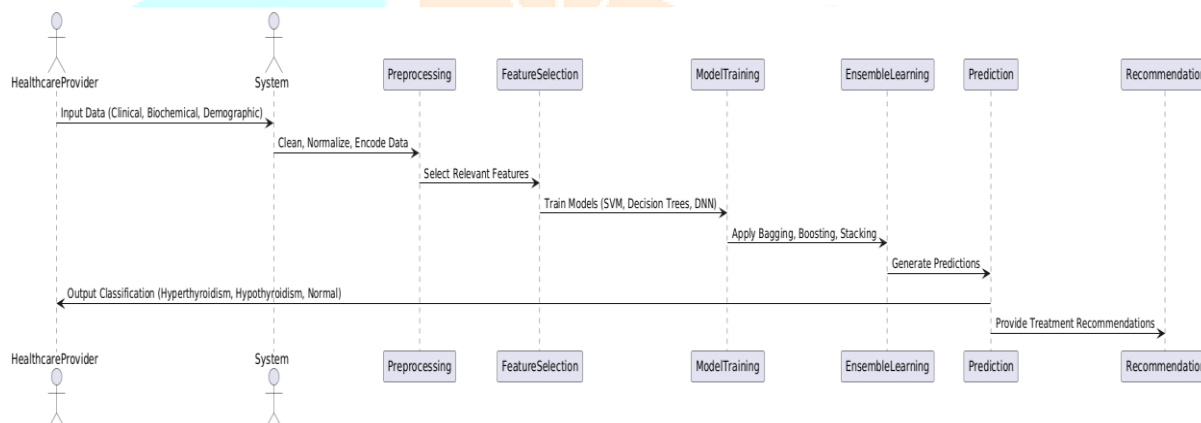 HealthcareProvider
System
Preprocessing
FeatureSelection
ModelTraining
EnsembleLearning
Prediction
Recommendation
Input Data (Clinical, Biochemical, Demographic)
Clean, Normalize, Encode Data
Select Relevant Features
Train Models (SVM, Decision Trees, DNN)
Apply Bagging, Boosting, Stacking
Generate Predictions
Output Classification (Hyperthyroidism, Hypothyroidism, Normal)
Provide Treatment Recommendations
HealthcareProvider
System
Preprocessing
FeatureSelection
ModelTraining
EnsembleLearning
Prediction
Recommendation